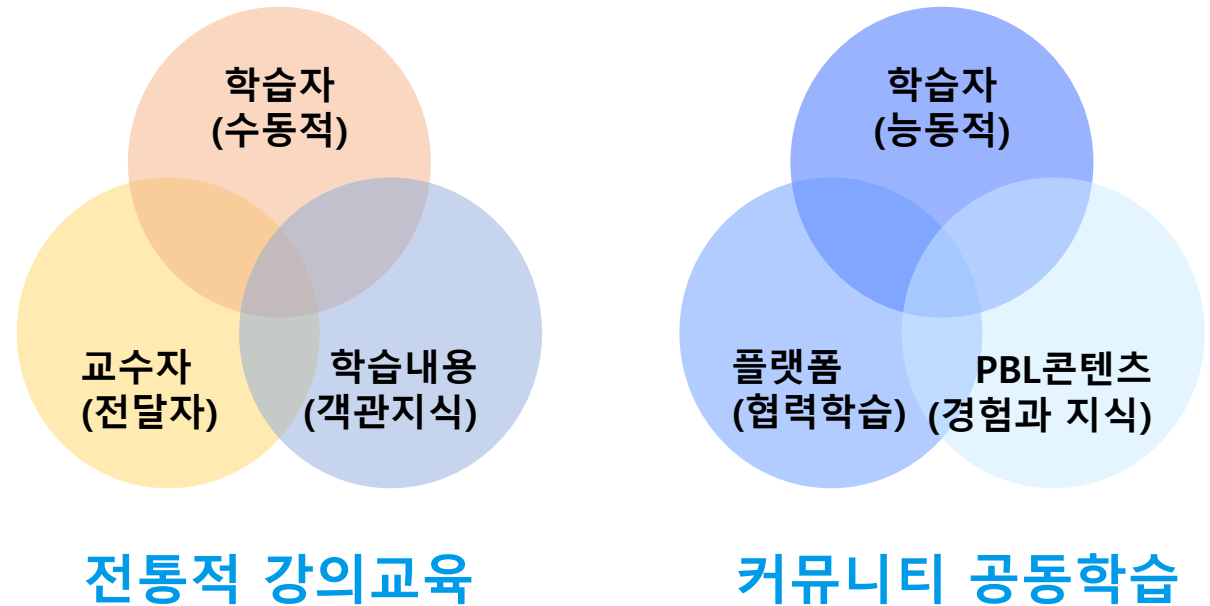 학습자
(수동적)
교수자
(전달자)
학습내용
(객관지식)
전통적 강의교육
학습자
(능동적)
플랫폼
(협력학습)
PBL콘텐츠
(경험과 지식)
커뮤니티 공동학습